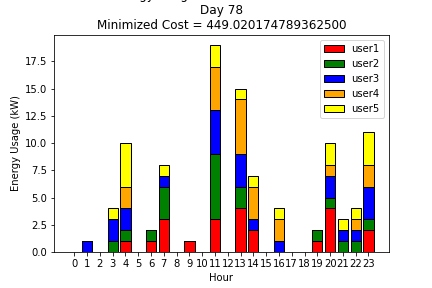 Day 78
Minimized Cost = 449.020174789362500
user1
user2
user3
user4
user5
Energy Usage (kW)
17.5
15.0
12.5
10.0
7.5
5.0
2.5
0.0
0 1 2 3 4 5 6 7 8 9 10 11 12 13 14 15 16 17 18 19 20 21 22 23
Hour